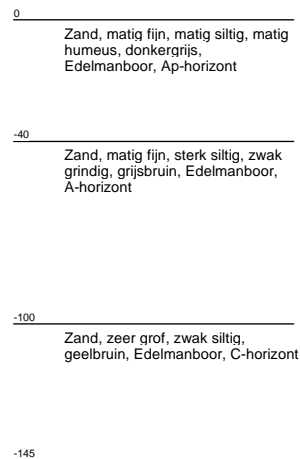 0
Zand, matig fijn, matig siltig, matig
humeus, donkergrijs,
Edelmanboor, Ap-horizont
-40
Zand, matig fijn, sterk siltig, zwak
grindig, grijsbruin, Edelmanboor,
A-horizont
-100
Zand, zeer grof, zwak siltig,
geelbruin, Edelmanboor, C-horizont
-145